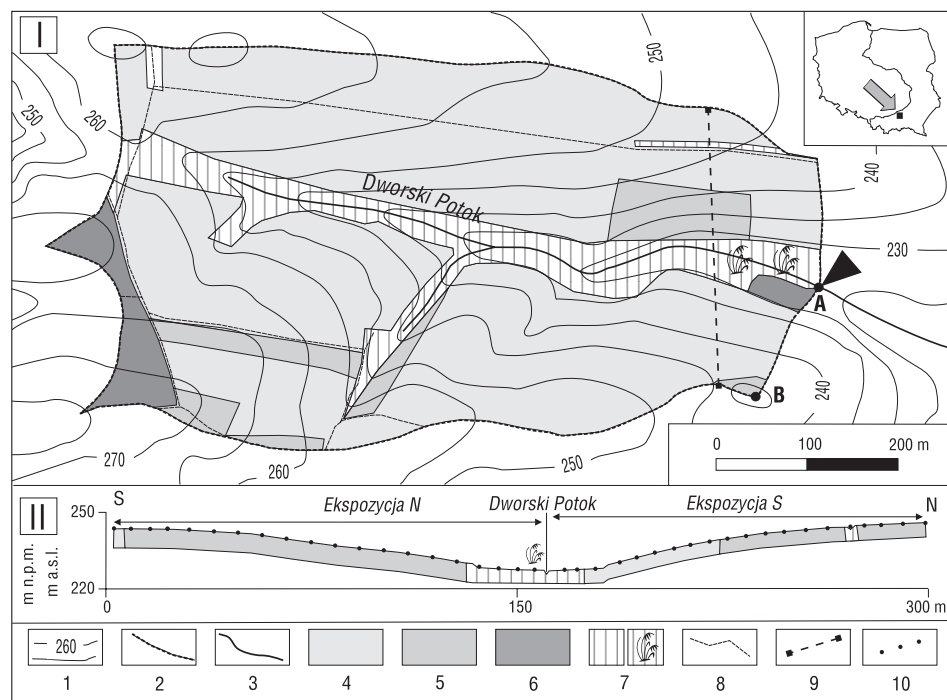 I
250
260
250
Dworski Potok
240
230
A
B
240
270
260
250
0 100 200 m
II
S Ekspozycja N Dworski Potok Ekspozycja S N
250
m n.p.m.
m a.s.l.
220
0 150 300 m
260
1 2 3 4 5 6 7 8 9 10